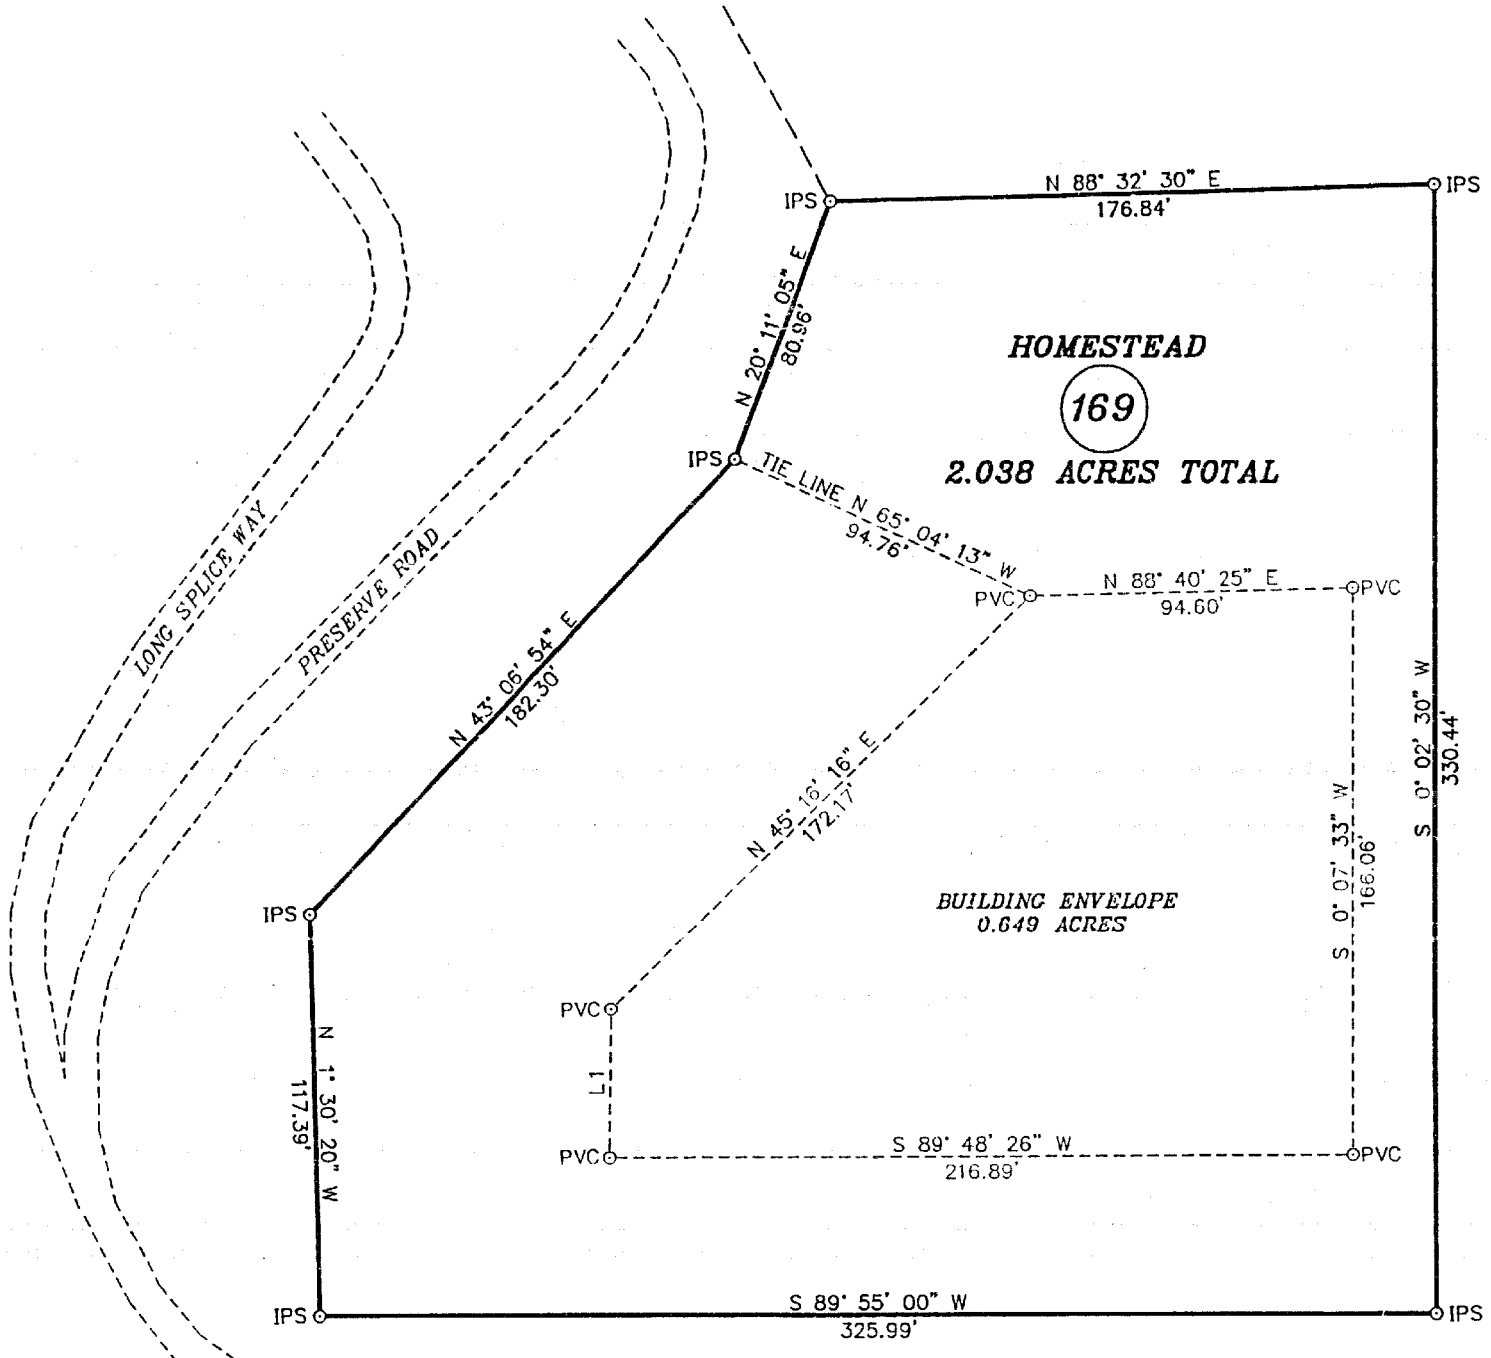 N 88° 32' 30" E
176.84'
IPS
IPS
N 20° 11' 05" E
80.96'
HOMESTEAD
169
2.038 ACRES TOTAL
IPS
TIE LINE N 65° 04' 13" W
94.76'
LONG SPLICE WAY
PRESERVE ROAD
N 88° 40' 25" E
94.60'
PVC
PVC
N 43° 06' 54" E
182.30'
S 0° 02' 30" W
330.44'
N 45° 16' 16" E
172.17'
S 0° 07' 33" W
166.06'
BUILDING ENVELOPE
0.649 ACRES
IPS
PVC
L1
N 1° 30' 20" W
117.39'
PVC
S 89° 48' 26" W
216.89'
PVC
IPS
S 89° 55' 00" W
325.99'
IPS